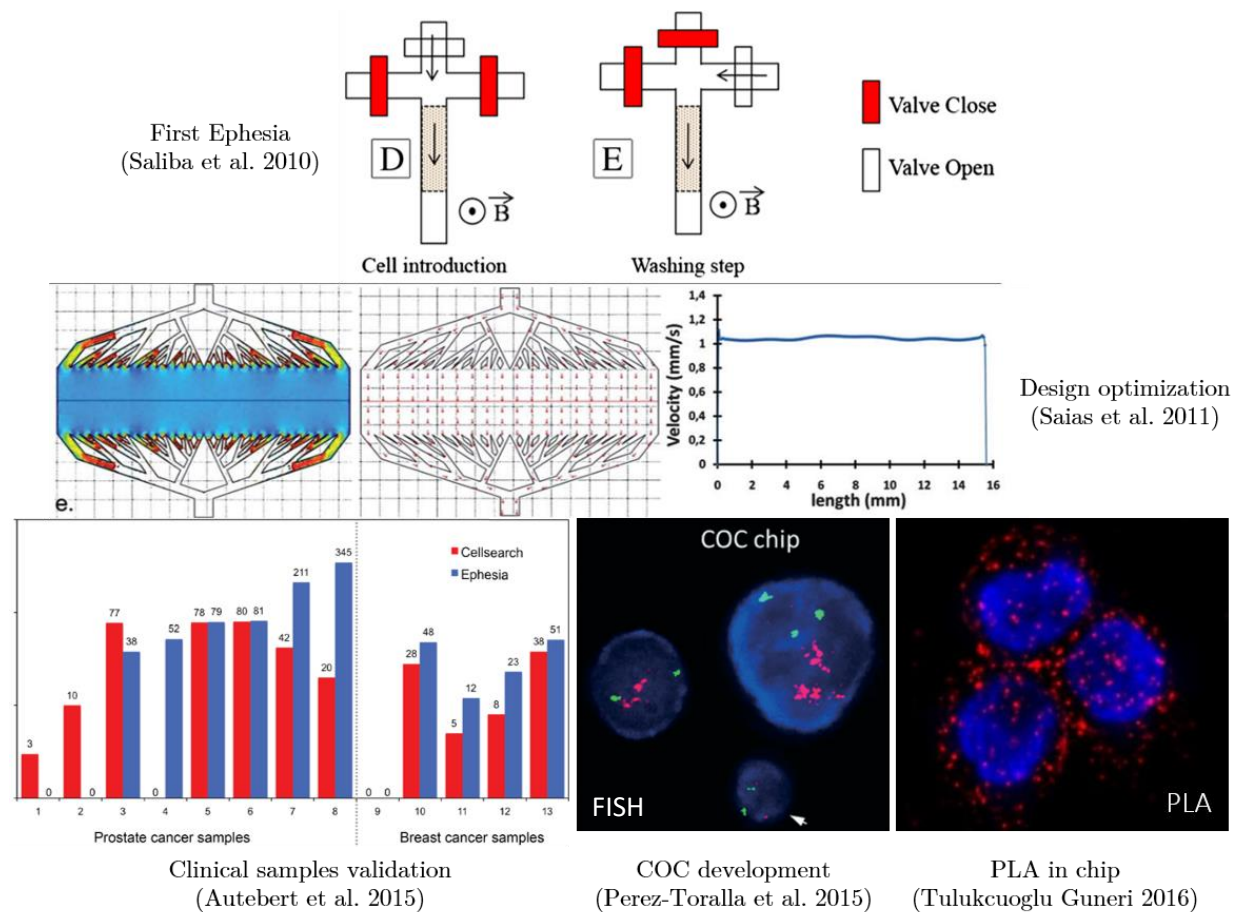 First Ephesia
(Saliba et al. 2010)
D
B
Cell introduction
E
B
Washing step
Valve Close
Valve Open
e.
Velocity (mm/s)
1,4
1,2
1
0,8
0,6
0,4
0,2
0
0 2 4 6 8 10 12 14 16
length (mm)
Design optimization
(Saias et al. 2011)
Cellsearch
Ephesia
3 0 10 0 77 38 0 52 78 79 80 81 42 211 20 345 0 0 28 48 5 12 8 23 38 51
1 2 3 4 5 6 7 8 9 10 11 12 13
Prostate cancer samples
Breast cancer samples
COC chip
FISH
PLA
Clinical samples validation
(Autebert et al. 2015)
COC development
(Perez-Toralla et al. 2015)
PLA in chip
(Tulukcuoglu Guneri 2016)